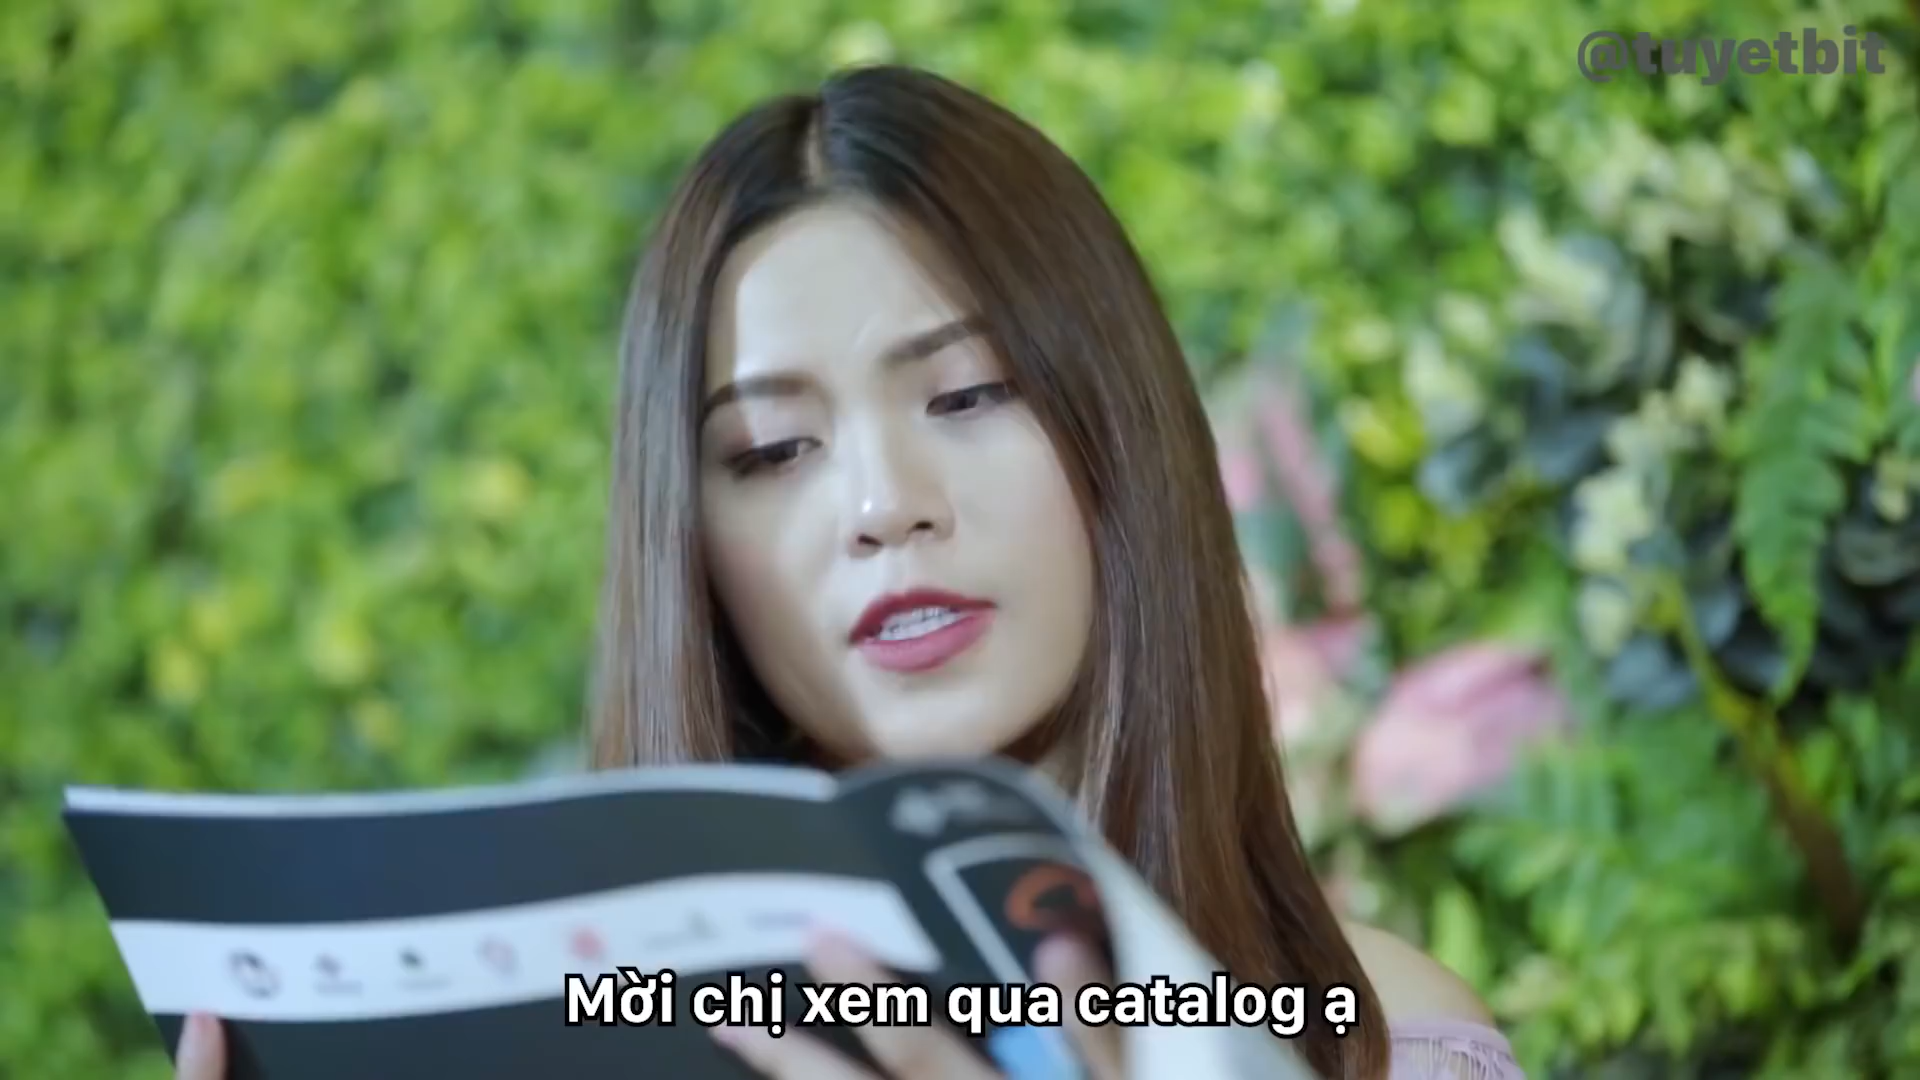 @tuyetbit
Mời chị xem qua catalog ạ